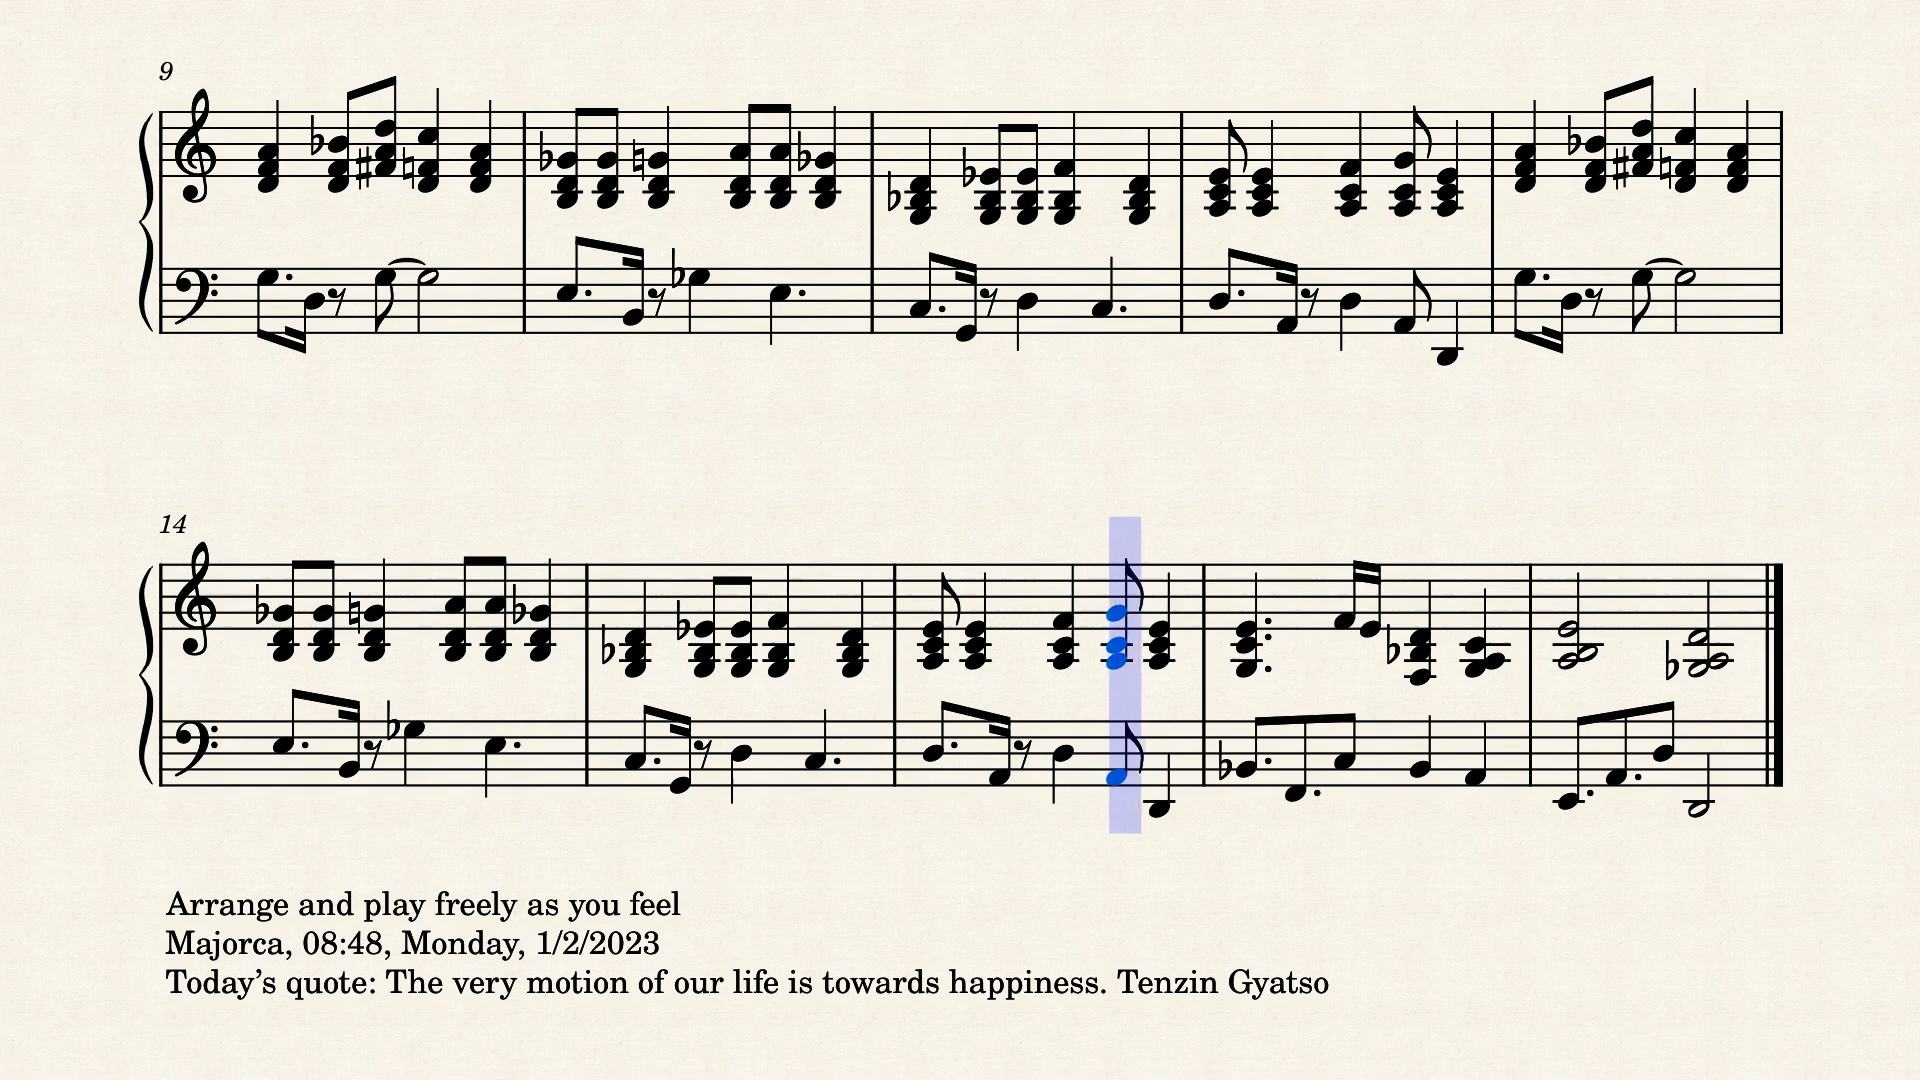 9
14
Arrange and play freely as you feel
Majorca, 08:48, Monday, 1/2/2023
Today’s quote: The very motion of our life is towards happiness. Tenzin Gyatso